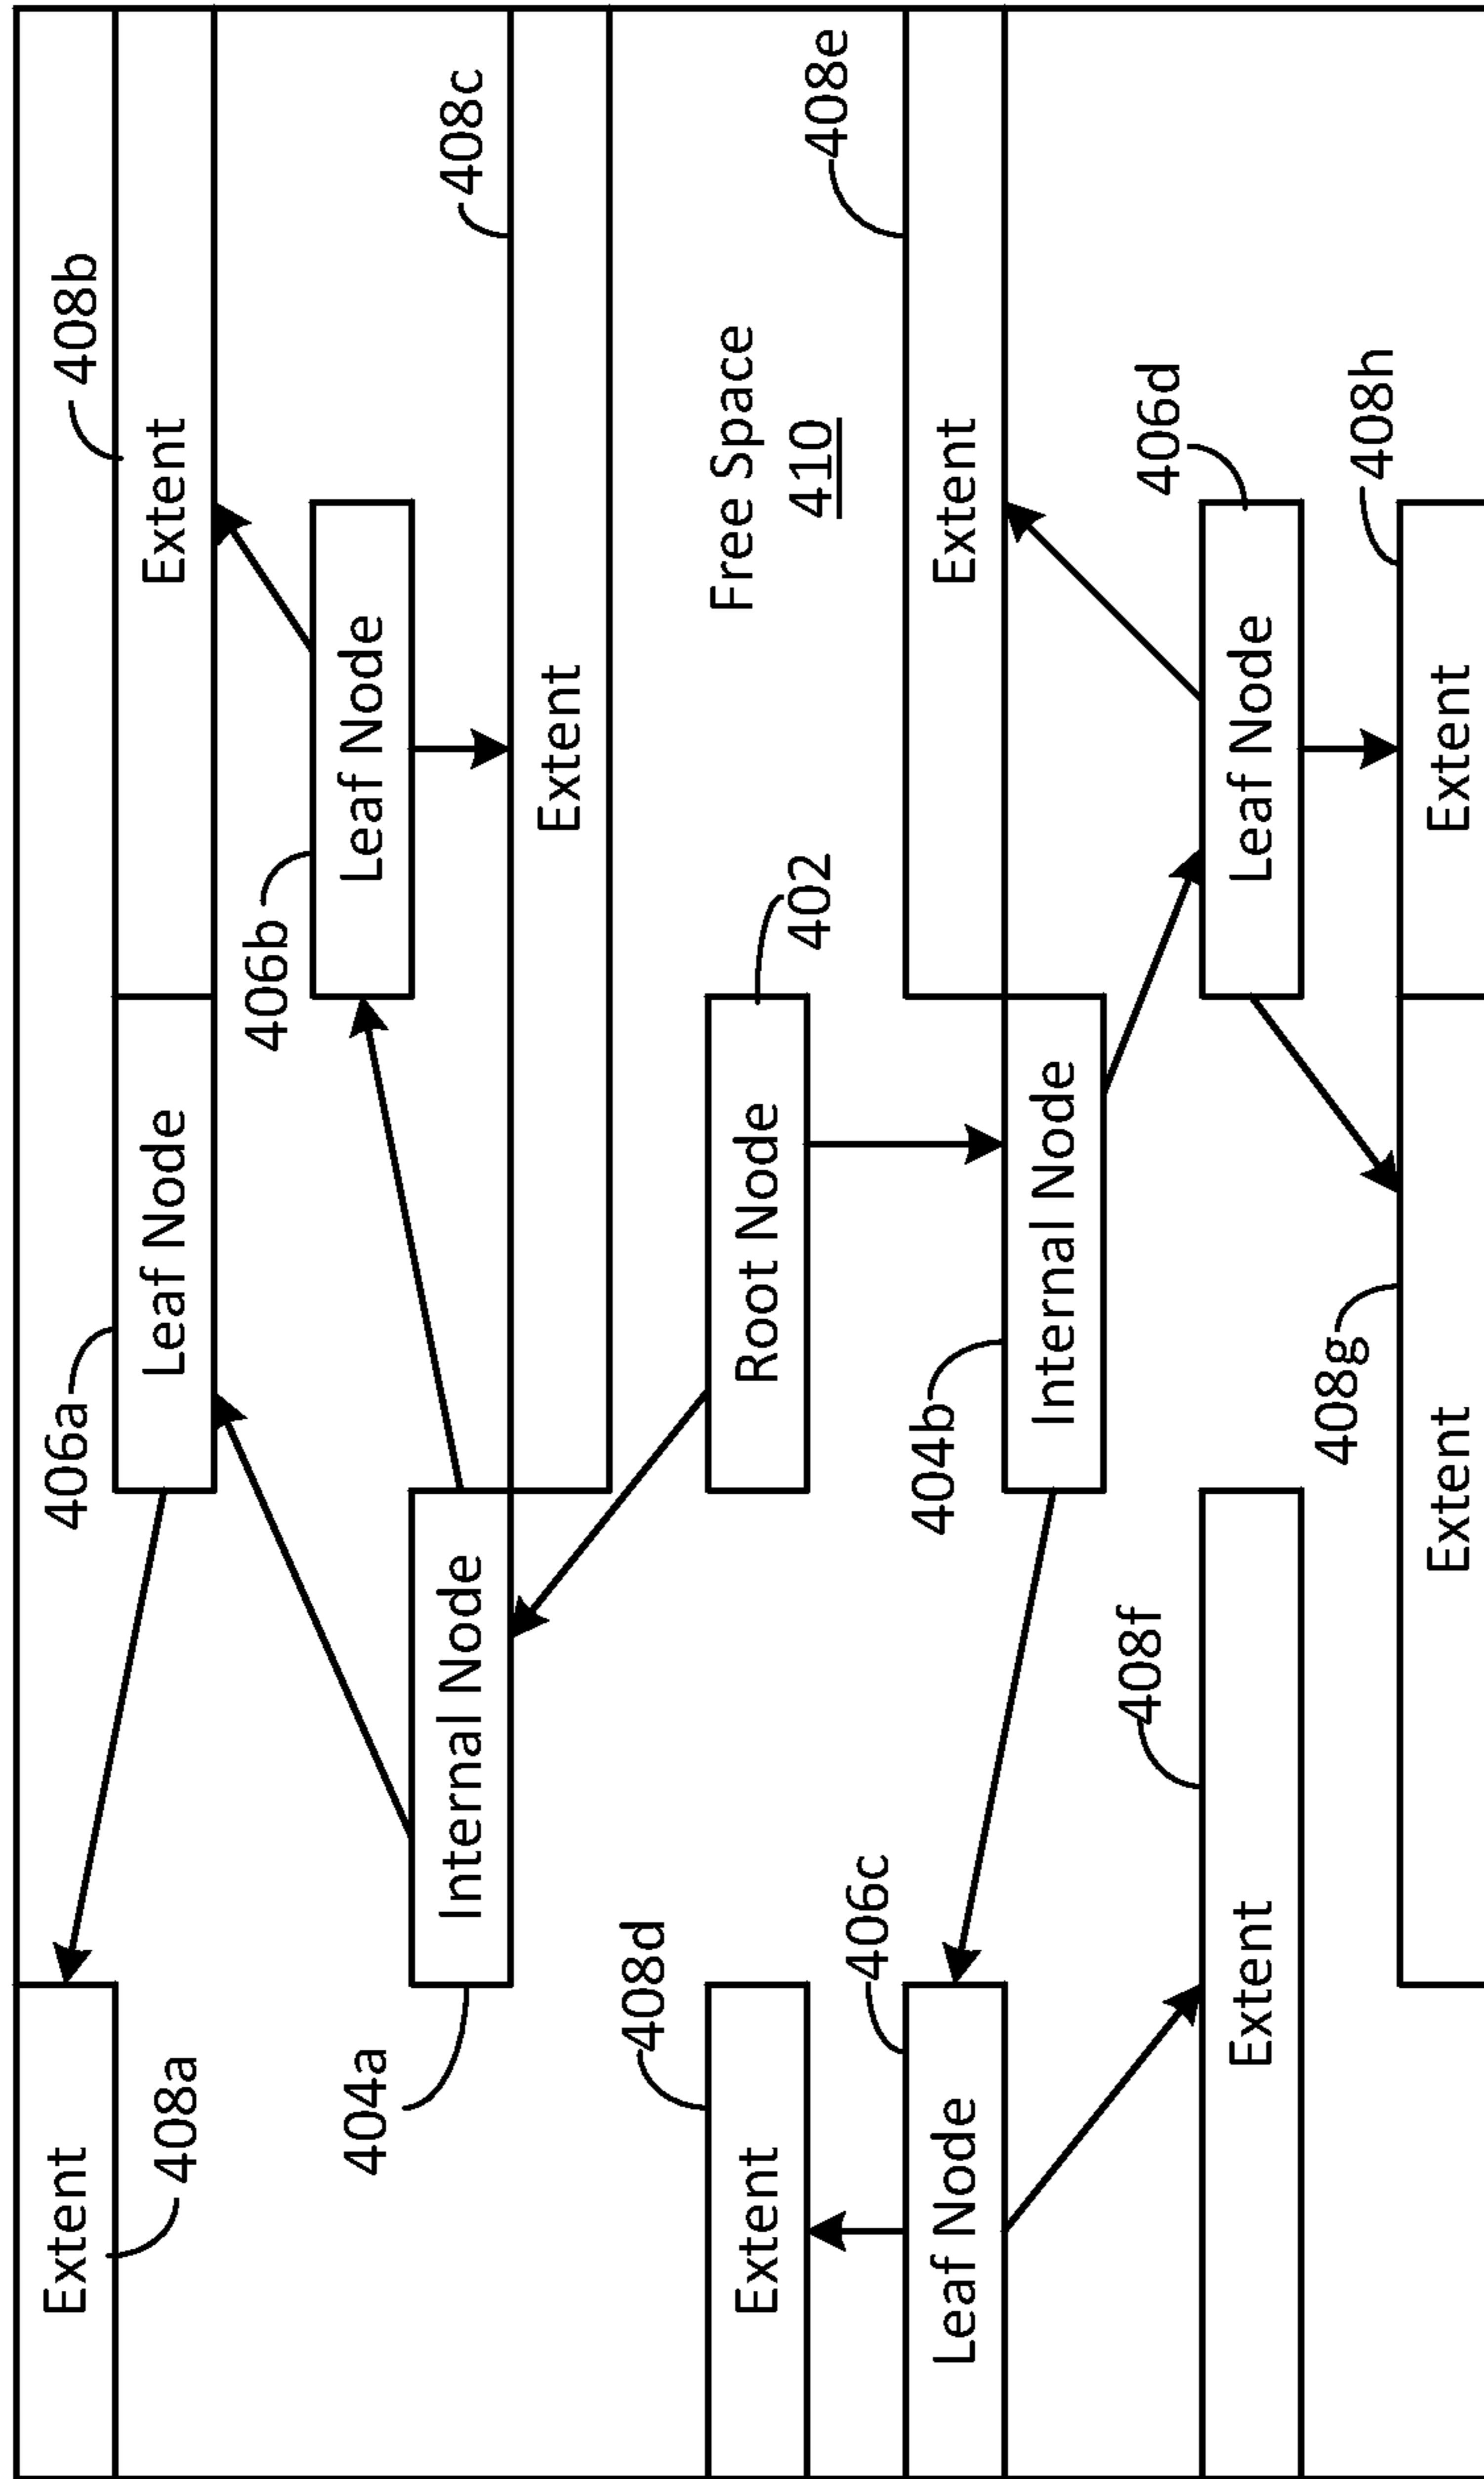 Extent
406a
408b
408a
Leaf Node
Extent
406b
404a
Leaf Node
Internal Node
408c
Extent
408d
Extent
Root Node
Free Space
402
410
408e
406c
404b
Leaf Node
Extent
Internal Node
408f
406d
Extent
Leaf Node
408g
408h
Extent
Extent